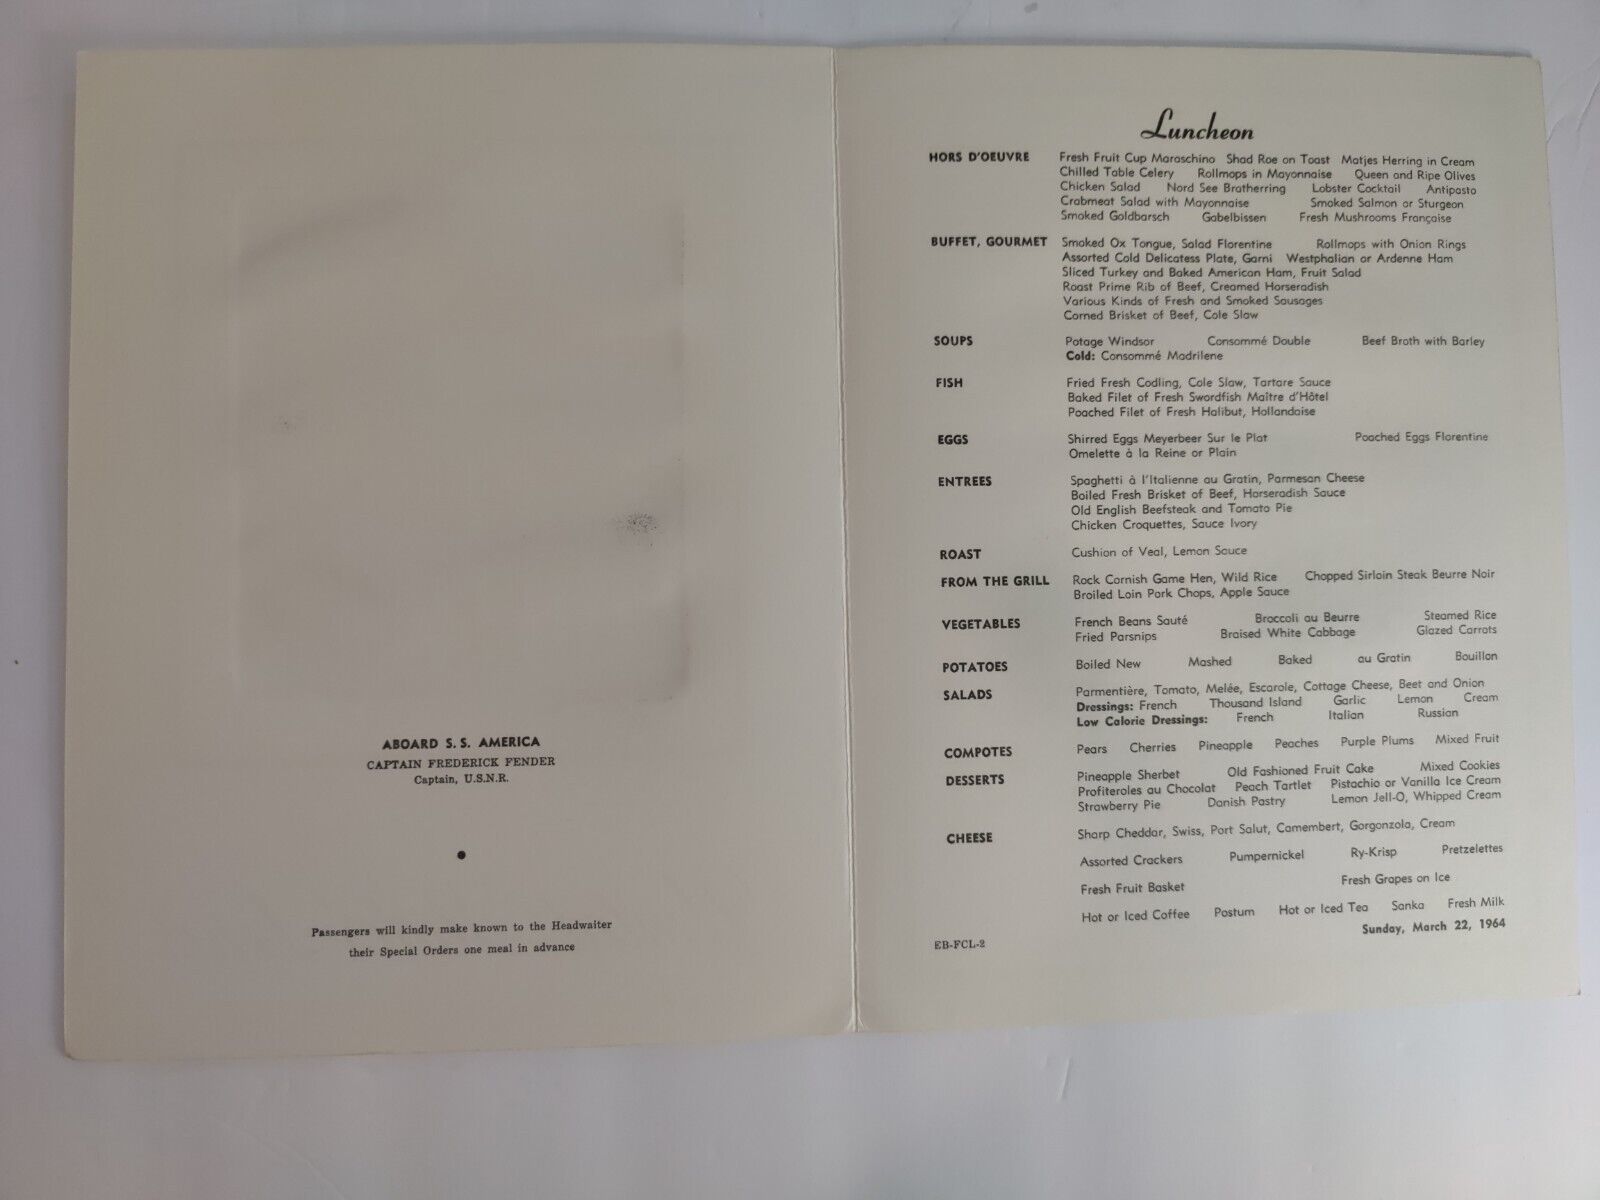 ABOARD S. S. AMERICA
CAPTAIN FREDERICK FENDER
Captain, U.S.N.R.
Passengers will kindly make known to the Headwaiter
their Special Orders one meal in advance
Luncheon
HORS D'OEUVRE Fresh Fruit Cup Maraschino Shad Roe on Toast Matjes Herring in Cream
Chilled Table Celery Rollmops in Mayonnaise Queen and Ripe Olives
Chicken Salad Nord See Bratherring Lobster Cocktail Antipasto
Crabmeat Salad with Mayonnaise Smoked Salmon or Sturgeon
Smoked Goldbarsch Gabelbissen Fresh Mushrooms Française
BUFFET, GOURMET Smoked Ox Tongue, Salad Florentine Rollmops with Onion Rings
Assorted Cold Delicatess Plate, Garni Westphalian or Ardenne Ham
Sliced Turkey and Baked American Ham, Fruit Salad
Roast Prime Rib of Beef, Creamed Horseradish
Various Kinds of Fresh and Smoked Sausages
Corned Brisket of Beef, Cole Slaw
SOUPS Potage Windsor Consommé Double Beef Broth with Barley
Cold: Consommé Madrilene
FISH Fried Fresh Codling, Cole Slaw, Tartare Sauce
Baked Filet of Fresh Swordfish Maître d'Hôtel
Poached Filet of Fresh Halibut, Hollandaise
EGGS Shirred Eggs Meyerbeer Sur le Plat Poached Eggs Florentine
Omelette à la Reine or Plain
ENTREES Spaghetti à l'Italienne au Gratin, Parmesan Cheese
Boiled Fresh Brisket of Beef, Horseradish Sauce
Old English Beefsteak and Tomato Pie
Chicken Croquettes, Sauce Ivory
ROAST Cushion of Veal, Lemon Sauce
FROM THE GRILL Rock Cornish Game Hen, Wild Rice Chopped Sirloin Steak Beurre Noir
Broiled Loin Pork Chops, Apple Sauce
VEGETABLES French Beans Sauté Broccoli au Beurre Steamed Rice
Fried Parsnips Braised White Cabbage Glazed Carrots
POTATOES Boiled New Mashed Baked au Gratin Bouillon
SALADS Parmentière, Tomato, Melée, Escarole, Cottage Cheese, Beet and Onion
Dressings: French Thousand Island Garlic Lemon Cream
Low Calorie Dressings: French Italian Russian
COMPOTES Pears Cherries Pineapple Peaches Purple Plums Mixed Fruit
DESSERTS Pineapple Sherbet Old Fashioned Fruit Cake Mixed Cookies
Profiteroles au Chocolat Peach Tartlet Pistachio or Vanilla Ice Cream
Strawberry Pie Danish Pastry Lemon Jell-O, Whipped Cream
CHEESE Sharp Cheddar, Swiss, Port Salut, Camembert, Gorgonzola, Cream
Assorted Crackers Pumpernickel Ry-Krisp Pretzelettes
Fresh Fruit Basket Fresh Grapes on Ice
Hot or Iced Coffee Postum Hot or Iced Tea Sanka Fresh Milk
Sunday, March 22, 1964
EB-FCL-2